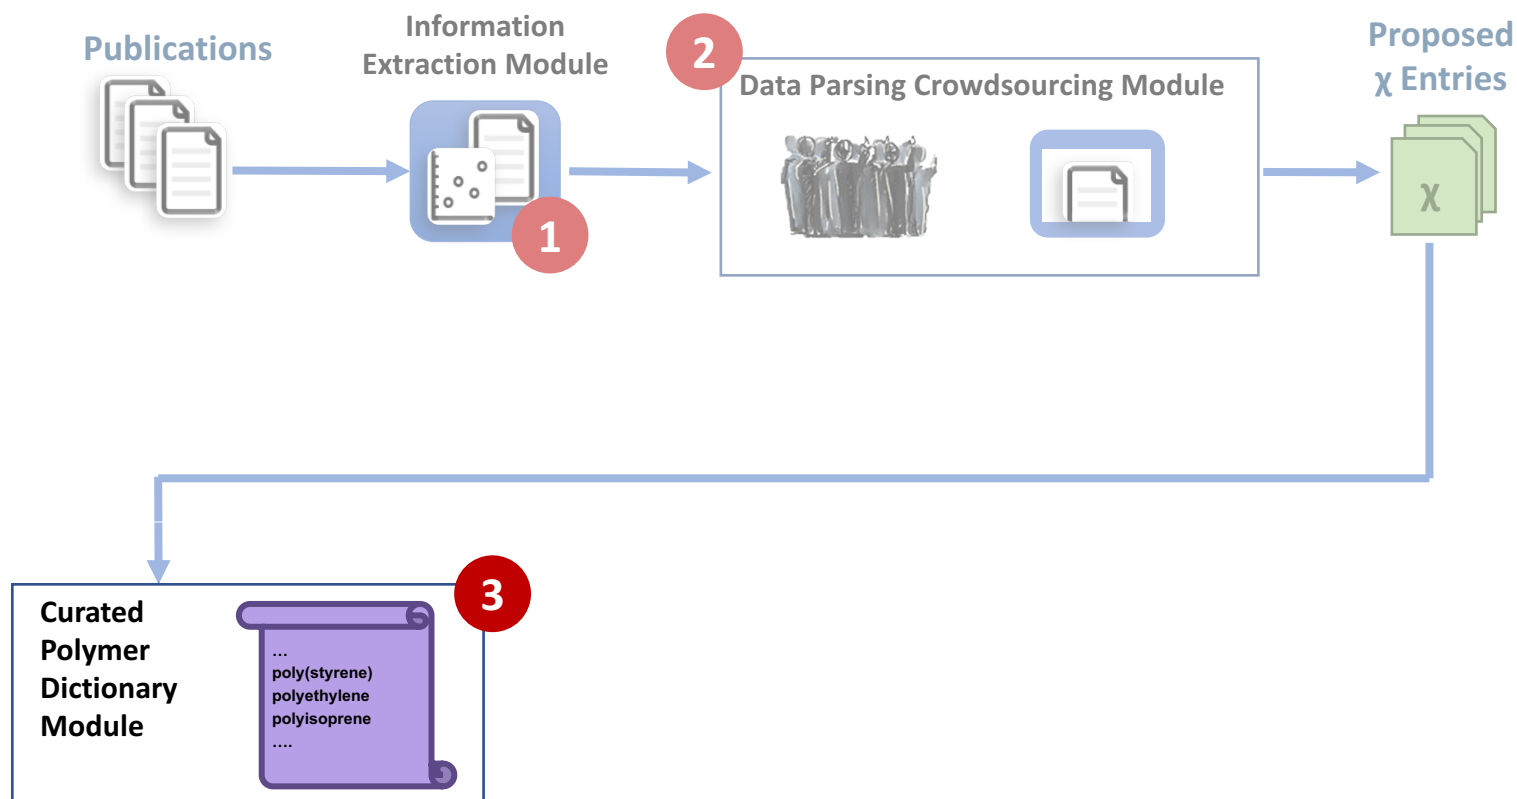 Publications
Information
Extraction Module
1
2
Data Parsing Crowdsourcing Module
Proposed
χ Entries
χ
3
Curated
Polymer
Dictionary
Module
...
poly(styrene)
polyethylene
polyisoprene
....